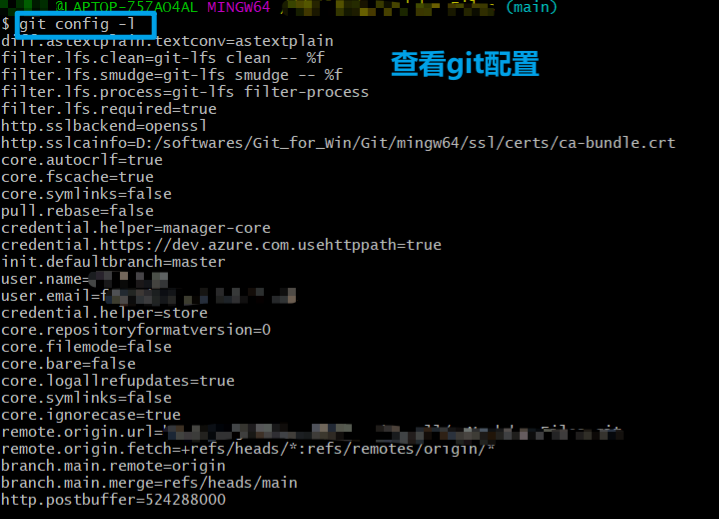 @LAPTOP-757AO4AL MINGW64 (main)
$ git config -l
diff.astextplain.textconv=astextplain
filter.lfs.clean=git-lfs clean -- %f
查看git配置
filter.lfs.smudge=git-lfs smudge -- %f
filter.lfs.process=git-lfs filter-process
filter.lfs.required=true
http.sslbackend=openssl
http.sslcainfo=D:/softwares/Git_for_Win/Git/mingw64/ssl/certs/ca-bundle.crt
core.autocrlf=true
core.fscache=true
core.symlinks=false
pull.rebase=false
credential.helper=manager-core
credential.https://dev.azure.com.usehttppath=true
init.defaultbranch=master
user.name=
user.email=f
credential.helper=store
core.repositoryformatversion=0
core.filemode=false
core.bare=false
core.logallrefupdates=true
core.symlinks=false
core.ignorecase=true
remote.origin.url=
remote.origin.fetch=+refs/heads/*:refs/remotes/origin/*
branch.main.remote=origin
branch.main.merge=refs/heads/main
http.postbuffer=524288000